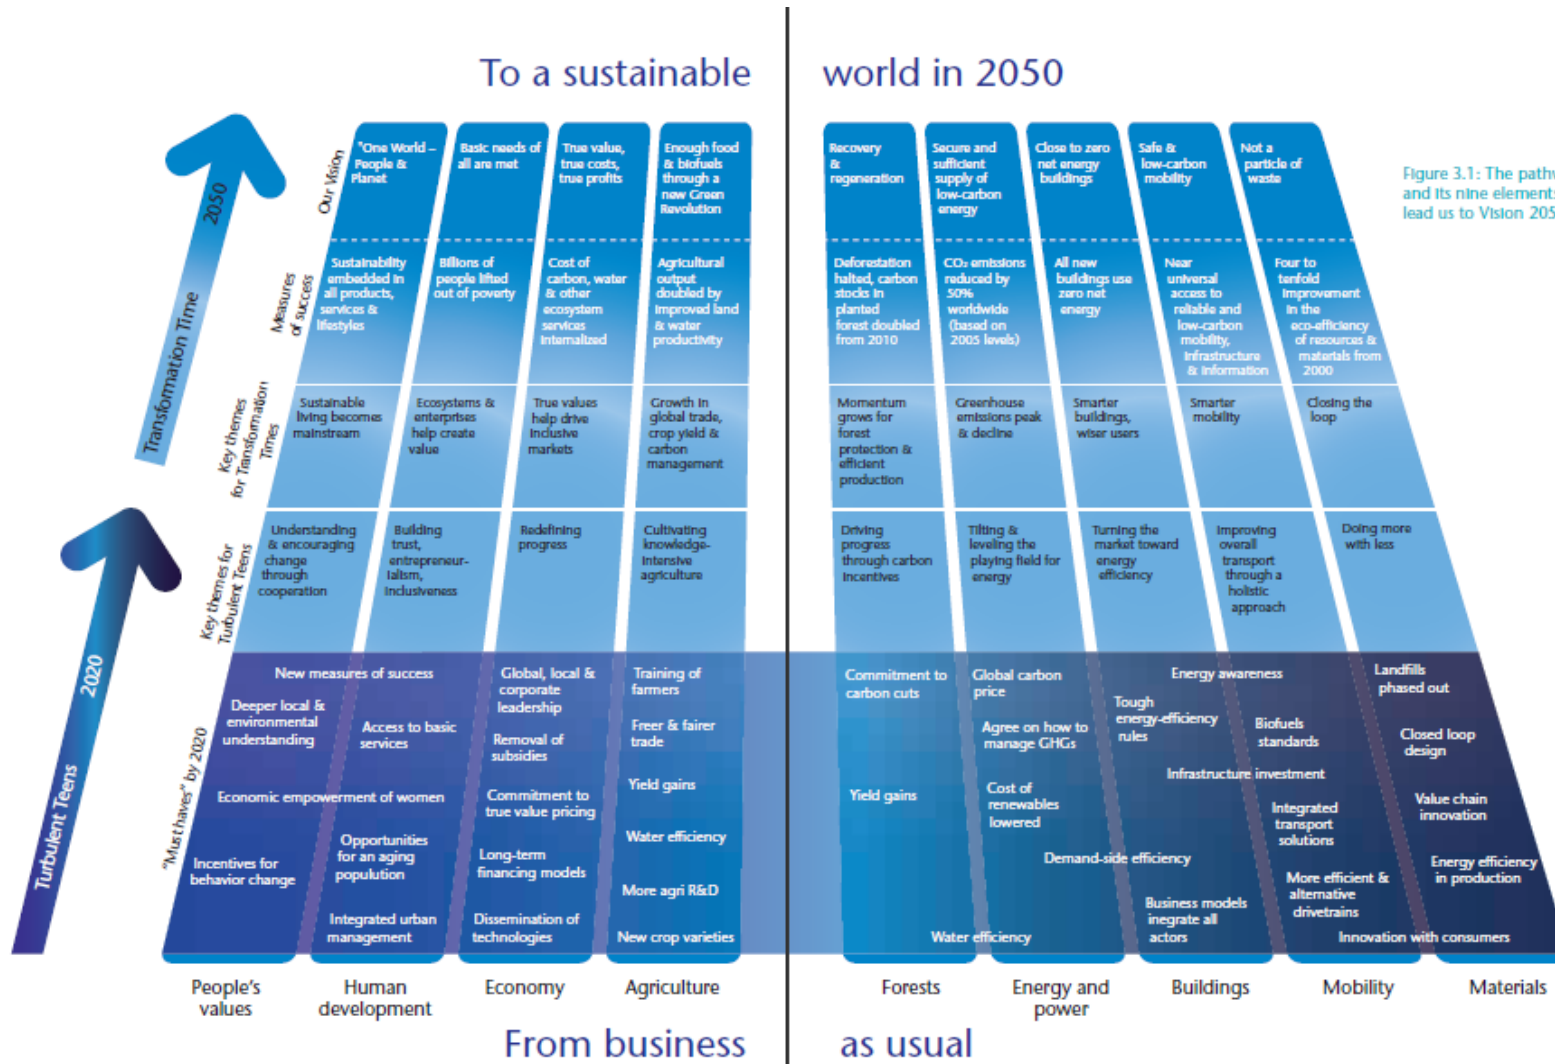 To a sustainable
world in 2050
Figure 3.1: The pathw
and its nine elements
lead us to Vision 205
2050
Transformation Time
2020
Turbulent Teens
Our Vision
"One World –
People &
Planet
Basic needs of
all are met
True value,
true costs,
true profits
Enough food
& biofuels
through a
new Green
Revolution
Recovery
&
regeneration
Secure and
sufficient
supply of
low-carbon
energy
Close to zero
net energy
buildings
Safe &
low-carbon
mobility
Not a
particle of
waste
Measures
of success
Sustainability
embedded in
all products,
services &
lifestyles
Billions of
people lifted
out of poverty
Cost of
carbon, water
& other
ecosystem
services
internalized
Agricultural
output
doubled by
improved land
& water
productivity
Deforestation
halted, carbon
stocks in
planted
forest doubled
from 2010
CO₂ emissions
reduced by
50%
worldwide
(based on
2005 levels)
All new
buildings use
zero net
energy
Near
universal
access to
reliable and
low-carbon
mobility,
infrastructure
& information
Four to
tenfold
improvement
in the
eco-efficiency
of resources &
materials from
2000
Key themes
for Transformation
Times
Sustainable
living becomes
mainstream
Ecosystems &
enterprises
help create
value
True values
help drive
inclusive
markets
Growth in
global trade,
crop yield &
carbon
management
Momentum
grows for
forest
protection &
efficient
production
Greenhouse
emissions peak
& decline
Smarter
buildings,
wiser users
Smarter
mobility
Closing the
loop
Key themes for
Turbulent Teens
Understanding
& encouraging
change
through
cooperation
Building
trust,
entrepreneur-
ialism,
inclusiveness
Redefining
progress
Cultivating
knowledge-
intensive
agriculture
Driving
progress
through carbon
incentives
Tilting &
leveling the
playing field for
energy
Turning the
market toward
energy
efficiency
Improving
overall
transport
through a
holistic
approach
Doing more
with less
"Must haves" by 2020
New measures of success
Deeper local &
environmental
understanding
Access to basic
services
Economic empowerment of women
Opportunities
for an aging
populution
Incentives for
behavior change
Integrated urban
management
Global, local &
corporate
leadership
Removal of
subsidies
Commitment to
true value pricing
Long-term
financing models
Dissemination of
technologies
Training of
farmers
Freer & fairer
trade
Yield gains
Water efficiency
More agri R&D
New crop varieties
Commitment to
carbon cuts
Yield gains
Water efficiency
Global carbon
price
Agree on how to
manage GHGs
Cost of
renewables
lowered
Demand-side efficiency
Energy awareness
Tough
energy-efficiency
rules
Infrastructure investment
Business models
inegrate all
actors
Biofuels
standards
Integrated
transport
solutions
More efficient &
alternative
drivetrains
Innovation with consumers
Landfills
phased out
Closed loop
design
Value chain
innovation
Energy efficiency
in production
People's
values
Human
development
Economy
Agriculture
Forests
Energy and
power
Buildings
Mobility
Materials
From business
as usual